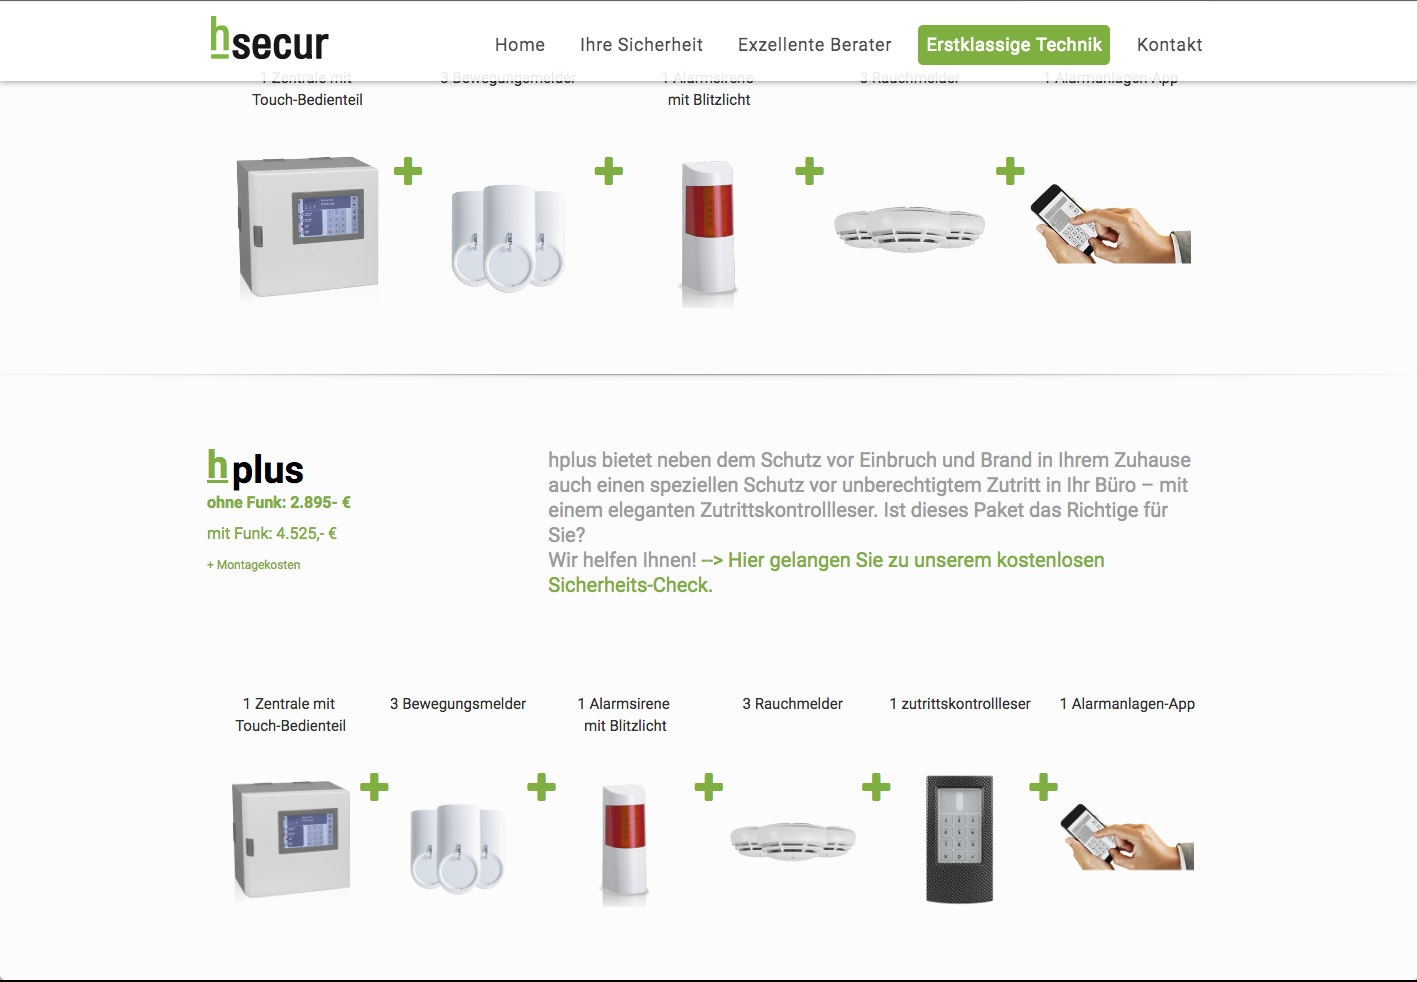 hsecur
Home Ihre Sicherheit Exzellente Berater Erstklassige Technik Kontakt
1 Zentrale mit 3 Bewegungsmelder 1 Alarmsirene 3 Rauchmelder 1 Alarmanlagen-App
Touch-Bedienteil mit Blitzlicht
hplus
ohne Funk: 2.895- €
mit Funk: 4.525,- €
+ Montagekosten
hplus bietet neben dem Schutz vor Einbruch und Brand in Ihrem Zuhause
auch einen speziellen Schutz vor unberechtigtem Zutritt in Ihr Büro – mit
einem eleganten Zutrittskontrollleser. Ist dieses Paket das Richtige für
Sie?
Wir helfen Ihnen! --> Hier gelangen Sie zu unserem kostenlosen
Sicherheits-Check.
1 Zentrale mit 3 Bewegungsmelder 1 Alarmsirene 3 Rauchmelder 1 zutrittskontrollleser 1 Alarmanlagen-App
Touch-Bedienteil mit Blitzlicht